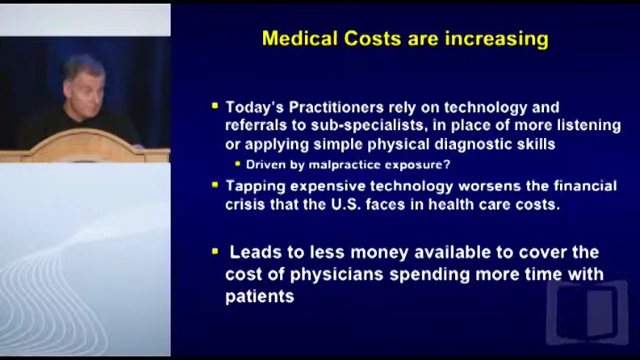 Medical Costs are increasing
Today's Practitioners rely on technology and
referrals to sub-specialists, in place of more listening
or applying simple physical diagnostic skills
Driven by malpractice exposure?
Tapping expensive technology worsens the financial
crisis that the U.S. faces in health care costs.
Leads to less money available to cover the
cost of physicians spending more time with
patients